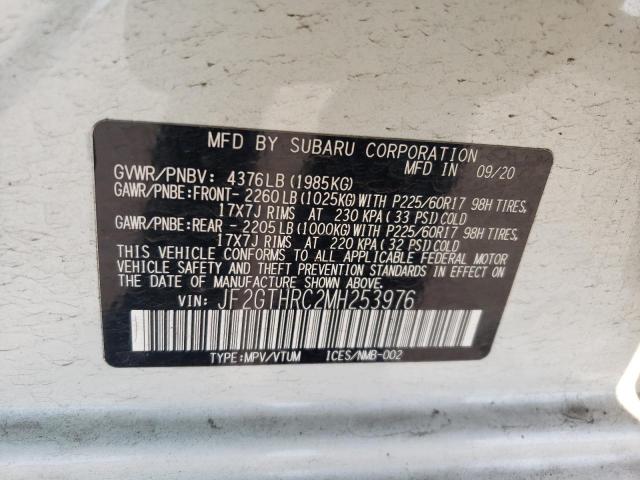 MFD BY SUBARU CORPORATION
MFD IN 09/20
GVWR/PNBV: 4376LB(1985KG)
GAWR/PNBE:FRONT- 2260LB(1025KG)WITH P225/60R17 98H TIRES,
17X7J RIMS AT 230 KPA(33 PSI)COLD
GAWR/PNBE:REAR - 2205LB(1000KG)WITH P225/60R17 98H TIRES,
17X7J RIMS AT 220 KPA(32 PSI)COLD
THIS VEHICLE CONFORMS TO ALL APPLICABLE FEDERAL MOTOR
VEHICLE SAFETY AND THEFT PREVENTION STANDARDS IN EFFECT ON
THE DATE OF MANUFACTURE SHOWN ABOVE.
VIN: JF2GTHRC2MH253976
TYPE:MPV/VTUM ICES/NMB-002